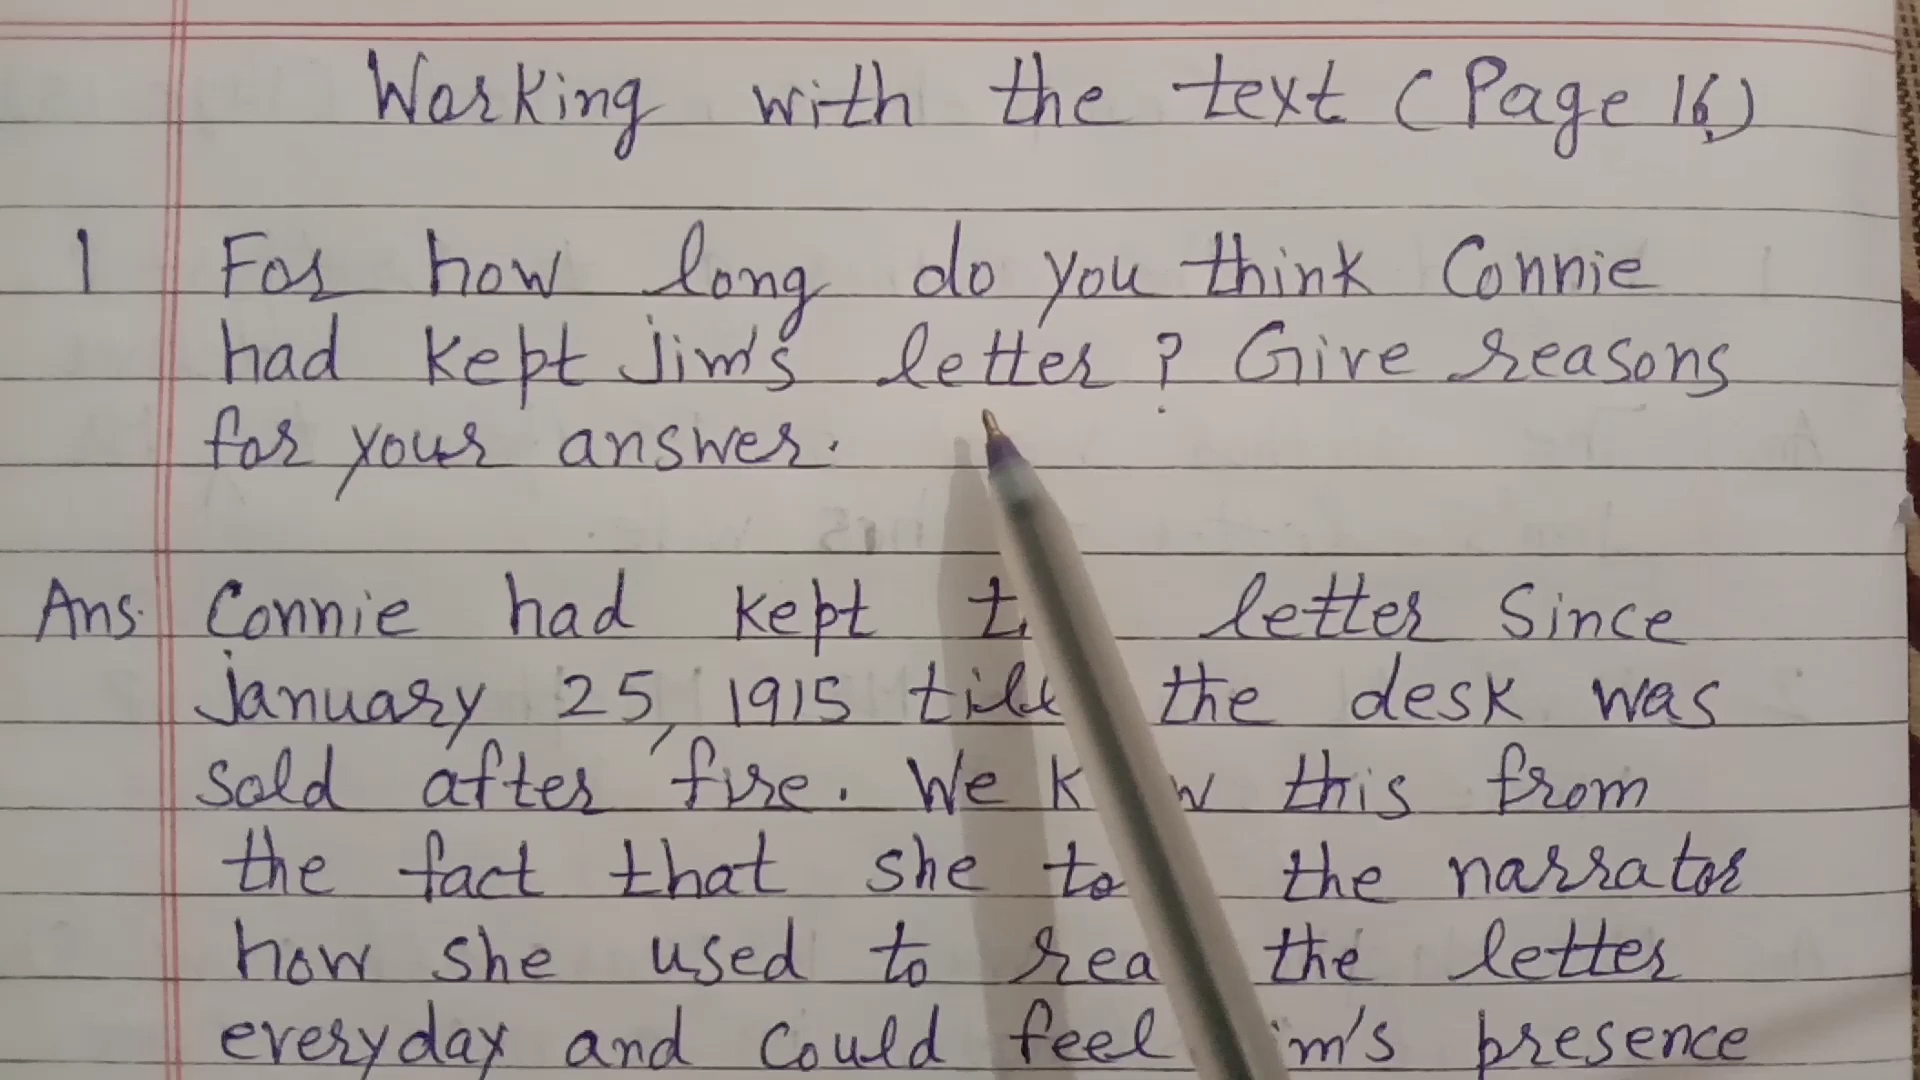 Working with the text (Page 16)
1 For how long do you think Connie
had kept Jim's letter? Give reasons
for your answer.
Ans. Connie had kept letter Since
January 25, 1915 till the desk was
sold after fire. We this from
the fact that she the narrator
how she used to the letter
everyday and could feel presence